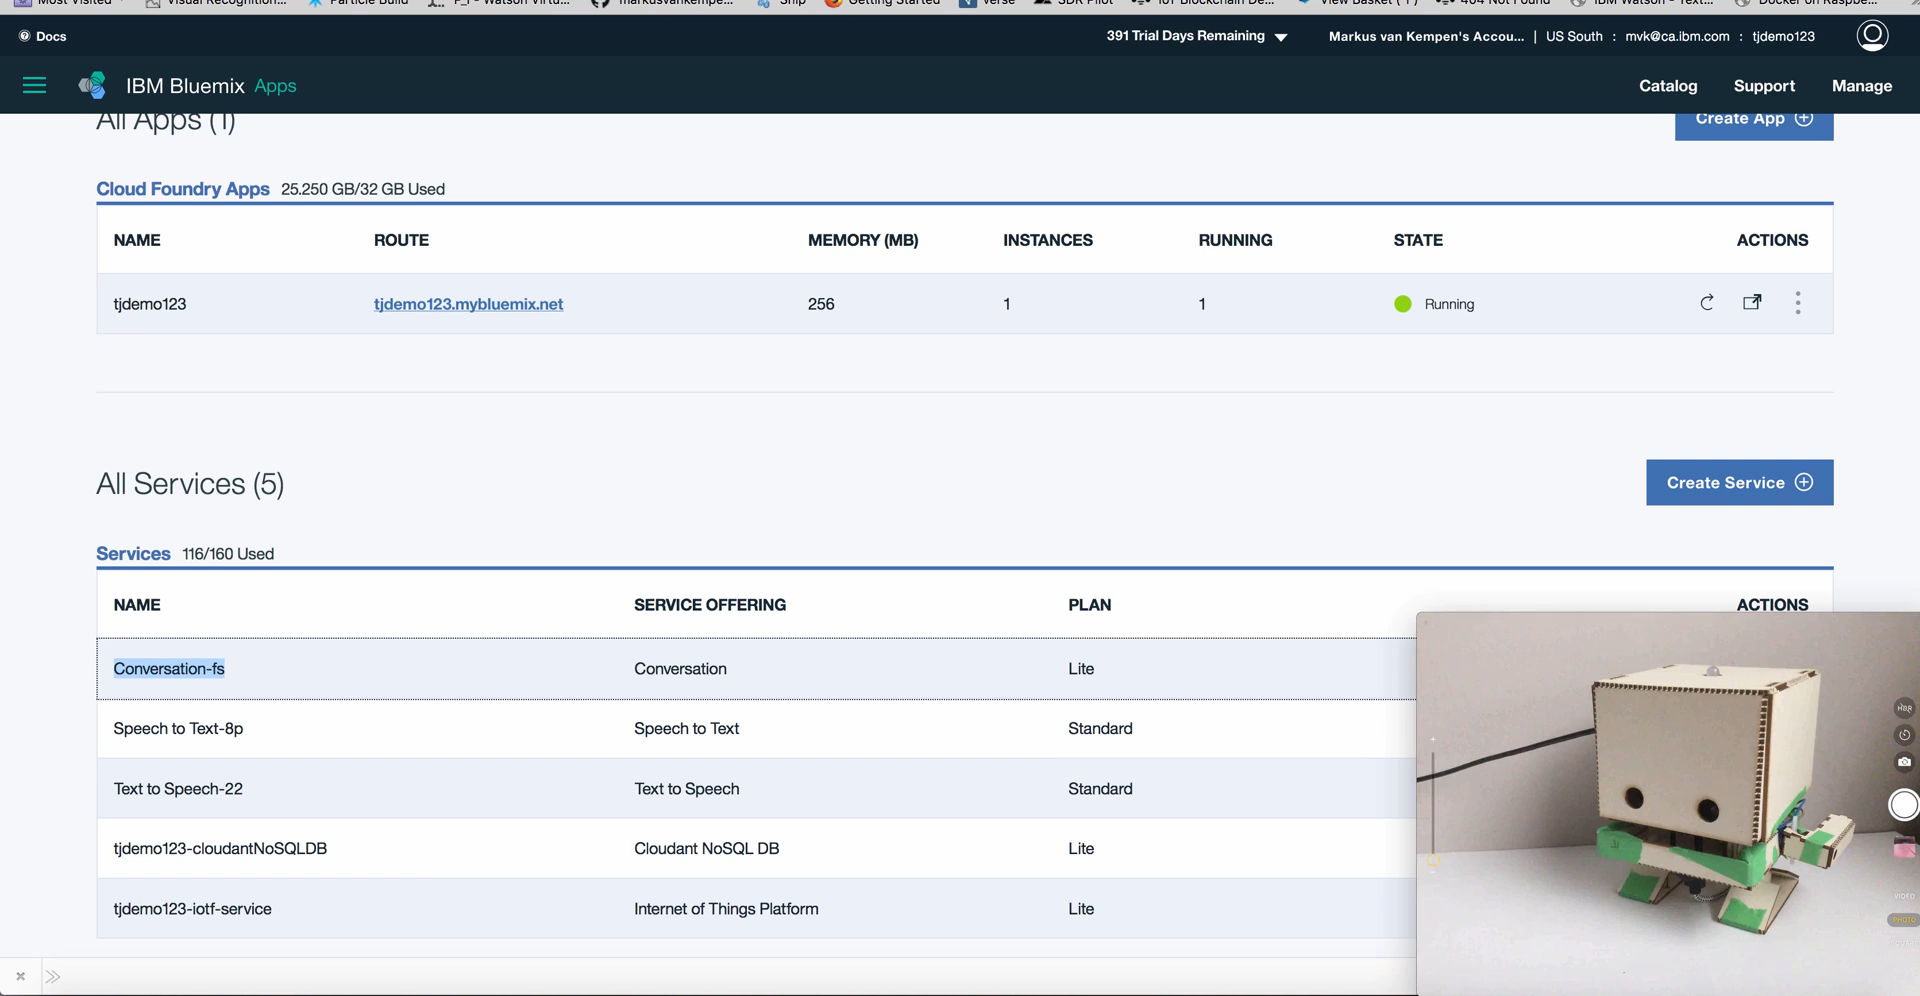 Most Visited Visual Recognition... Particle Build P_I - Watson Virtu... markusvankempe... Snip Getting Started Verse SDR Pilot IoT Blockchain De... View Basket ( 1 ) 404 Not Found IBM Watson - Text... Docker on Raspbe...
Docs 391 Trial Days Remaining Markus van Kempen's Accou... | US South : mvk@ca.ibm.com : tjdemo123
IBM Bluemix Apps Catalog Support Manage
All Apps (1) Create App
Cloud Foundry Apps 25.250 GB/32 GB Used
NAME ROUTE MEMORY (MB) INSTANCES RUNNING STATE ACTIONS
tjdemo123 tjdemo123.mybluemix.net 256 1 1 Running
All Services (5) Create Service
Services 116/160 Used
NAME SERVICE OFFERING PLAN ACTIONS
Conversation-fs Conversation Lite
Speech to Text-8p Speech to Text Standard
Text to Speech-22 Text to Speech Standard
tjdemo123-cloudantNoSQLDB Cloudant NoSQL DB Lite
tjdemo123-iotf-service Internet of Things Platform Lite
HDR
VIDEO
PHOTO